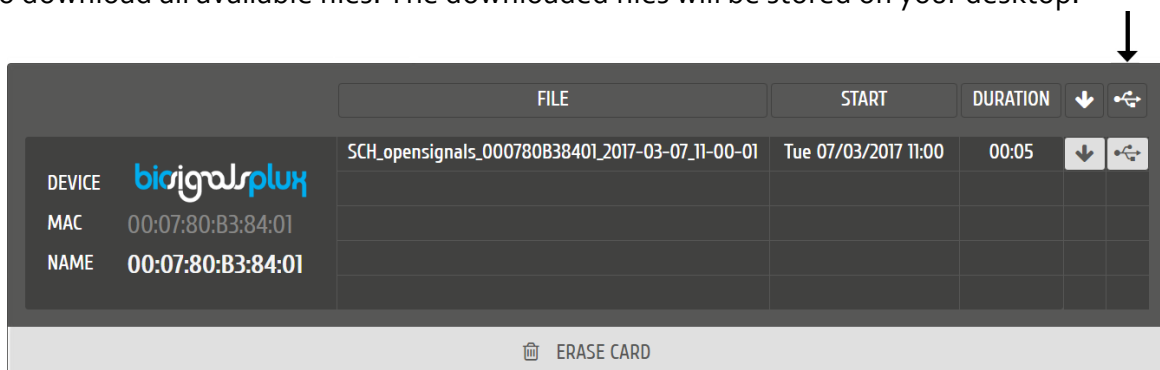 o download all available files. The downloaded files will be stored on your desktop.
FILE START DURATION
SCH_opensignals_000780B38401_2017-03-07_11-00-01 Tue 07/03/2017 11:00 00:05
DEVICE biosignalsplux
MAC 00:07:80:B3:84:01
NAME 00:07:80:B3:84:01
ERASE CARD